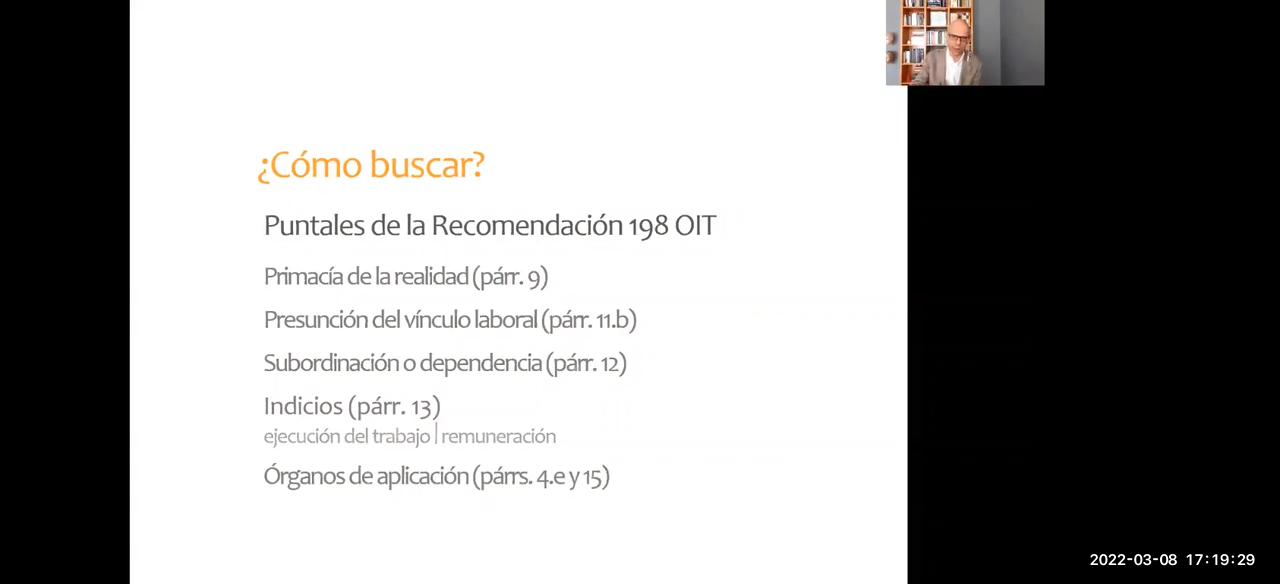 ¿Cómo buscar?
Puntales de la Recomendación 198 OIT
Primacía de la realidad (párr. 9)
Presunción del vínculo laboral (párr. 11.b)
Subordinación o dependencia (párr. 12)
Indicios (párr. 13)
ejecución del trabajo | remuneración
Órganos de aplicación (párrs. 4.e y 15)
2022-03-08 17:19:29